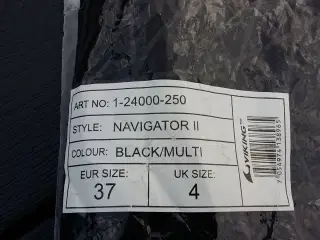 ART NO: 1-24000-250
STYLE: NAVIGATOR II
COLOUR: BLACK/MULTI
EUR SIZE: UK SIZE:
37 4
VIKING